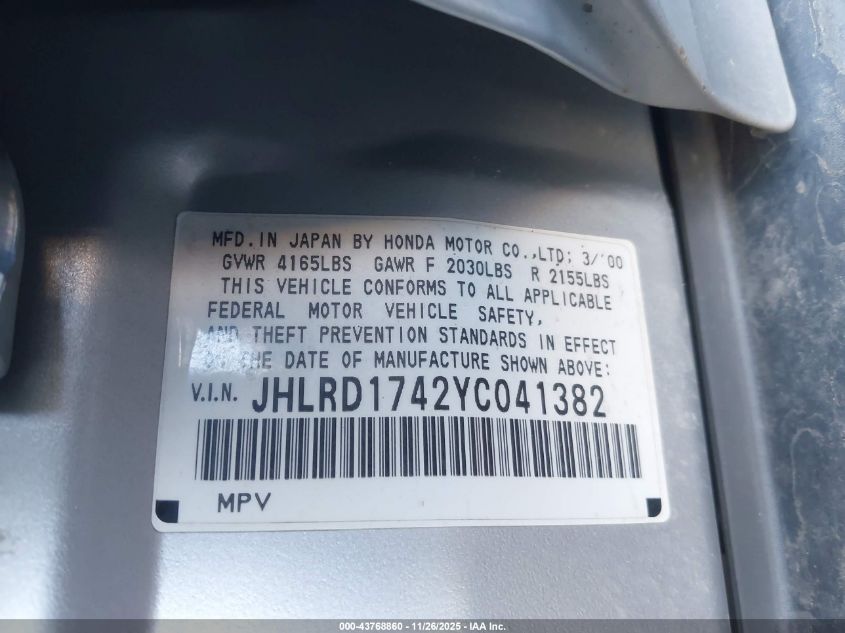 MFD.IN JAPAN BY HONDA MOTOR CO.,LTD; 3/'00
GVWR 4165LBS GAWR F 2030LBS R 2155LBS
THIS VEHICLE CONFORMS TO ALL APPLICABLE
FEDERAL MOTOR VEHICLE SAFETY,
AND THEFT PREVENTION STANDARDS IN EFFECT
THE DATE OF MANUFACTURE SHOWN ABOVE:
V.I.N. JHLRD1742YC041382
MPV
000-43768860 - 11/26/2025 - IAA Inc.